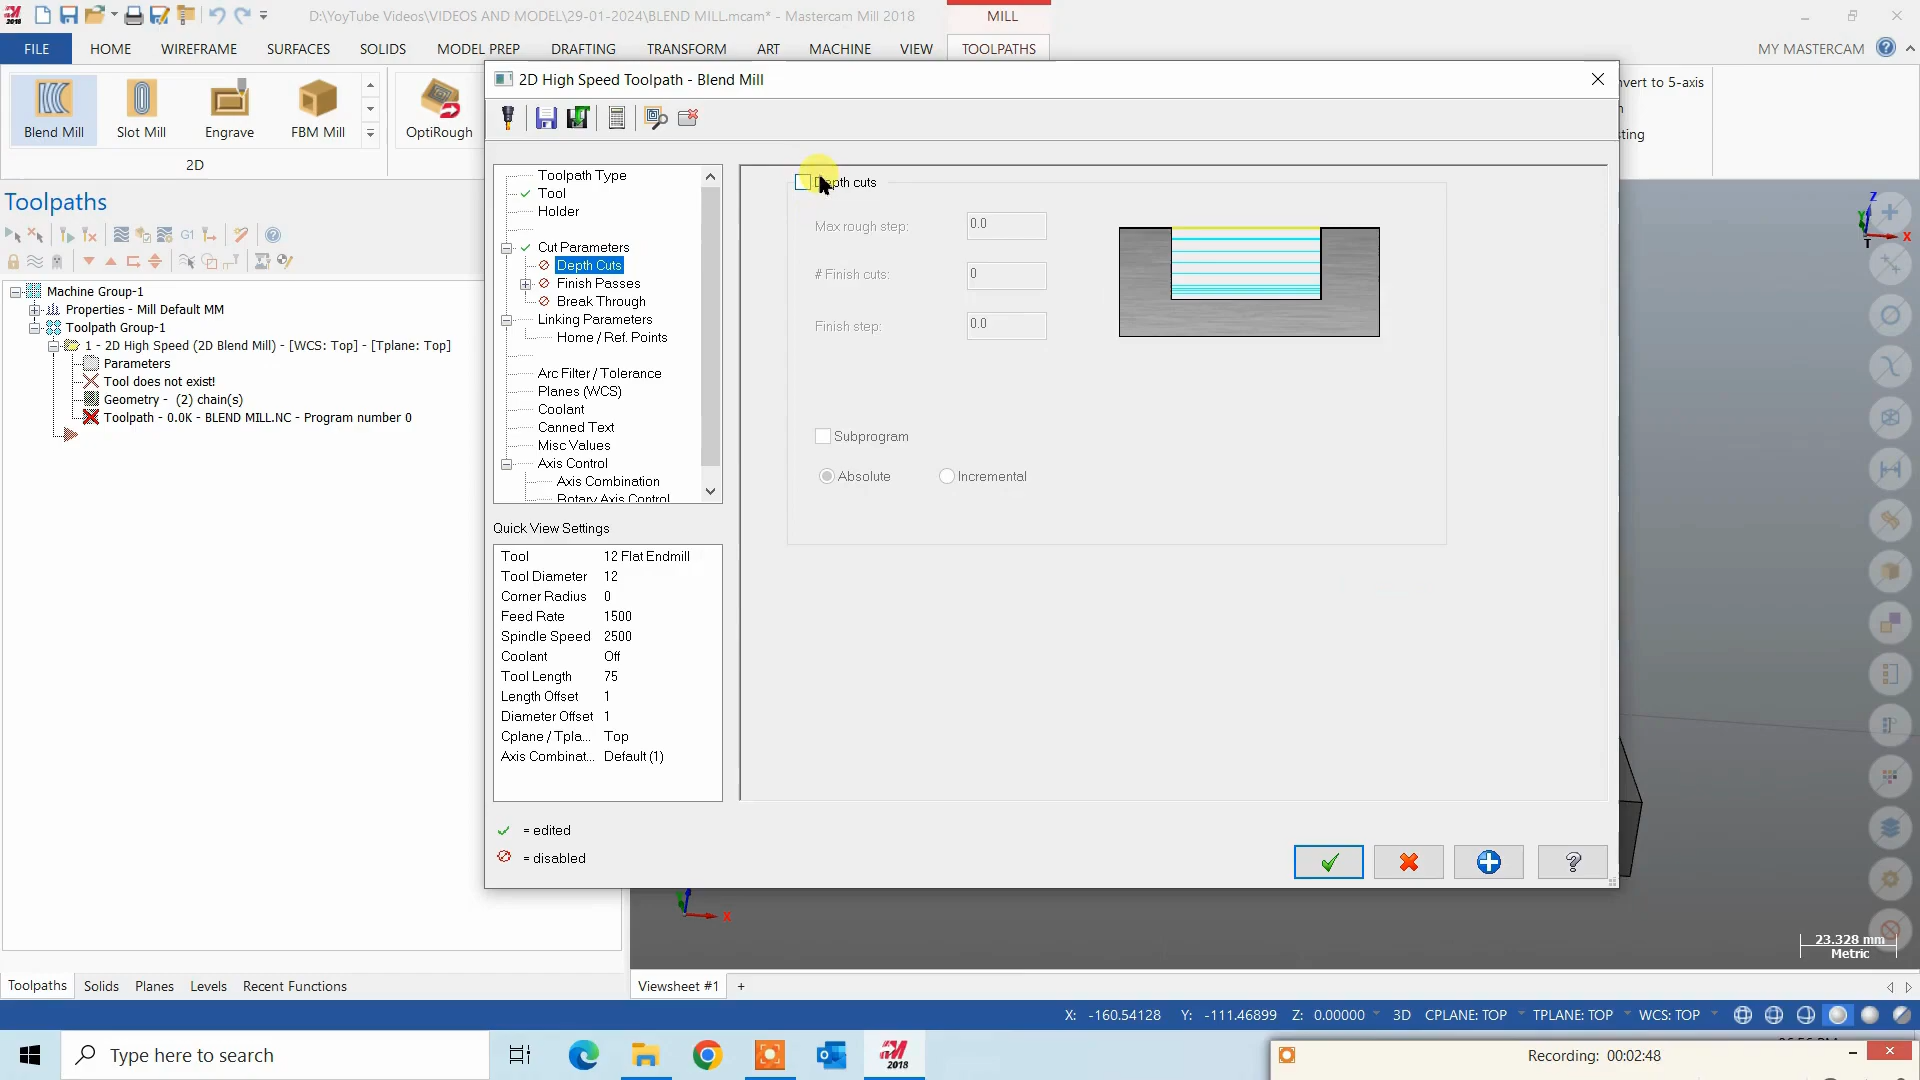 D:\YoyTube Videos\VIDEOS AND MODEL\29-01-2024\BLEND MILL.mcam* - Mastercam Mill 2018
MILL
FILE HOME WIREFRAME SURFACES SOLIDS MODEL PREP DRAFTING TRANSFORM ART MACHINE VIEW TOOLPATHS MY MASTERCAM
Blend Mill Slot Mill Engrave FBM Mill OptiRough
2D
2D High Speed Toolpath - Blend Mill
vert to 5-axis
sting
Toolpaths
G1
Machine Group-1
Properties - Mill Default MM
Toolpath Group-1
1 - 2D High Speed (2D Blend Mill) - [WCS: Top] - [Tplane: Top]
Parameters
Tool does not exist!
Geometry - (2) chain(s)
Toolpath - 0.0K - BLEND MILL.NC - Program number 0
Toolpath Type
Tool
Holder
Cut Parameters
Depth Cuts
Finish Passes
Break Through
Linking Parameters
Home / Ref. Points
Arc Filter / Tolerance
Planes (WCS)
Coolant
Canned Text
Misc Values
Axis Control
Axis Combination
Rotary Axis Control
Quick View Settings
Tool 12 Flat Endmill
Tool Diameter 12
Corner Radius 0
Feed Rate 1500
Spindle Speed 2500
Coolant Off
Tool Length 75
Length Offset 1
Diameter Offset 1
Cplane / Tpla... Top
Axis Combinat... Default (1)
= edited
= disabled
Depth cuts
Max rough step: 0.0
# Finish cuts: 0
Finish step: 0.0
Subprogram
Absolute Incremental
Z
Y
X
T
X
23.328 mm
Metric
Toolpaths Solids Planes Levels Recent Functions
Viewsheet #1 +
X: -160.54128 Y: -111.46899 Z: 0.00000 3D CPLANE: TOP TPLANE: TOP WCS: TOP
Type here to search
2018
Recording: 00:02:48